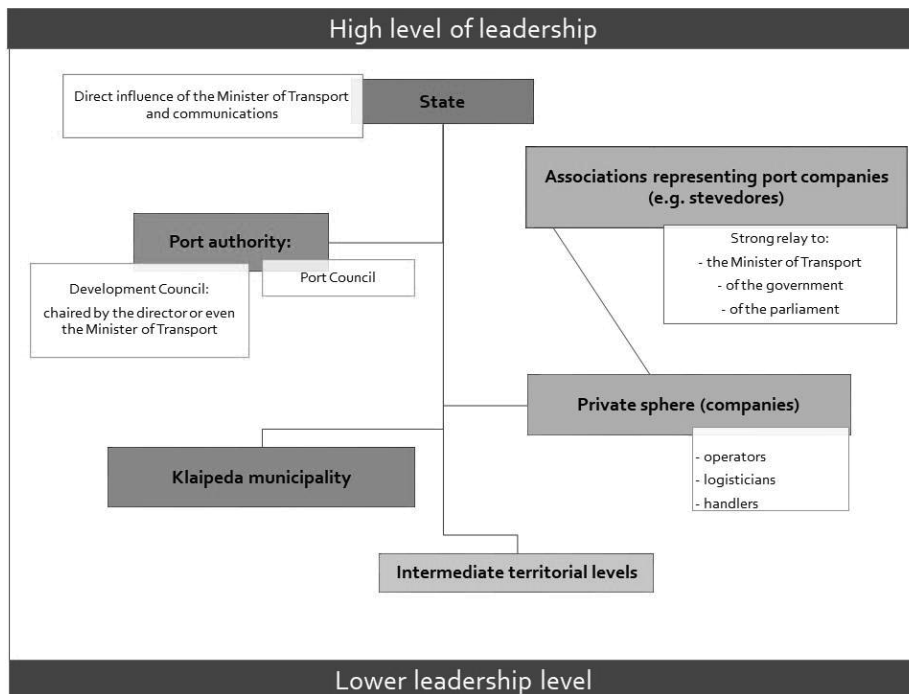 High level of leadership
Direct influence of the Minister of Transport
and communications
State
Associations representing port companies
(e.g. stevedores)
Strong relay to:
- the Minister of Transport
- of the government
- of the parliament
Port authority:
Port Council
Development Council:
chaired by the director or even
the Minister of Transport
Private sphere (companies)
- operators
- logisticians
- handlers
Klaipeda municipality
Intermediate territorial levels
Lower leadership level